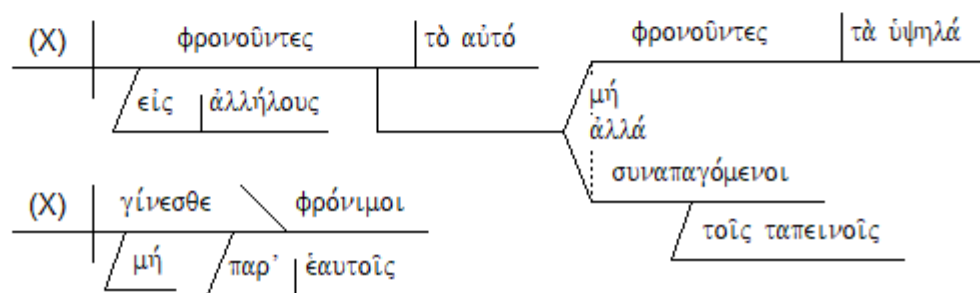 (X) φρονοῦντες τὸ αὐτό φρονοῦντες τὰ ὑψηλά
εἰς ἀλλήλους μή
ἀλλά
συναπαγόμενοι
(X) γίνεσθε φρόνιμοι τοῖς ταπεινοῖς
μή παρ’ ἑαυτοῖς